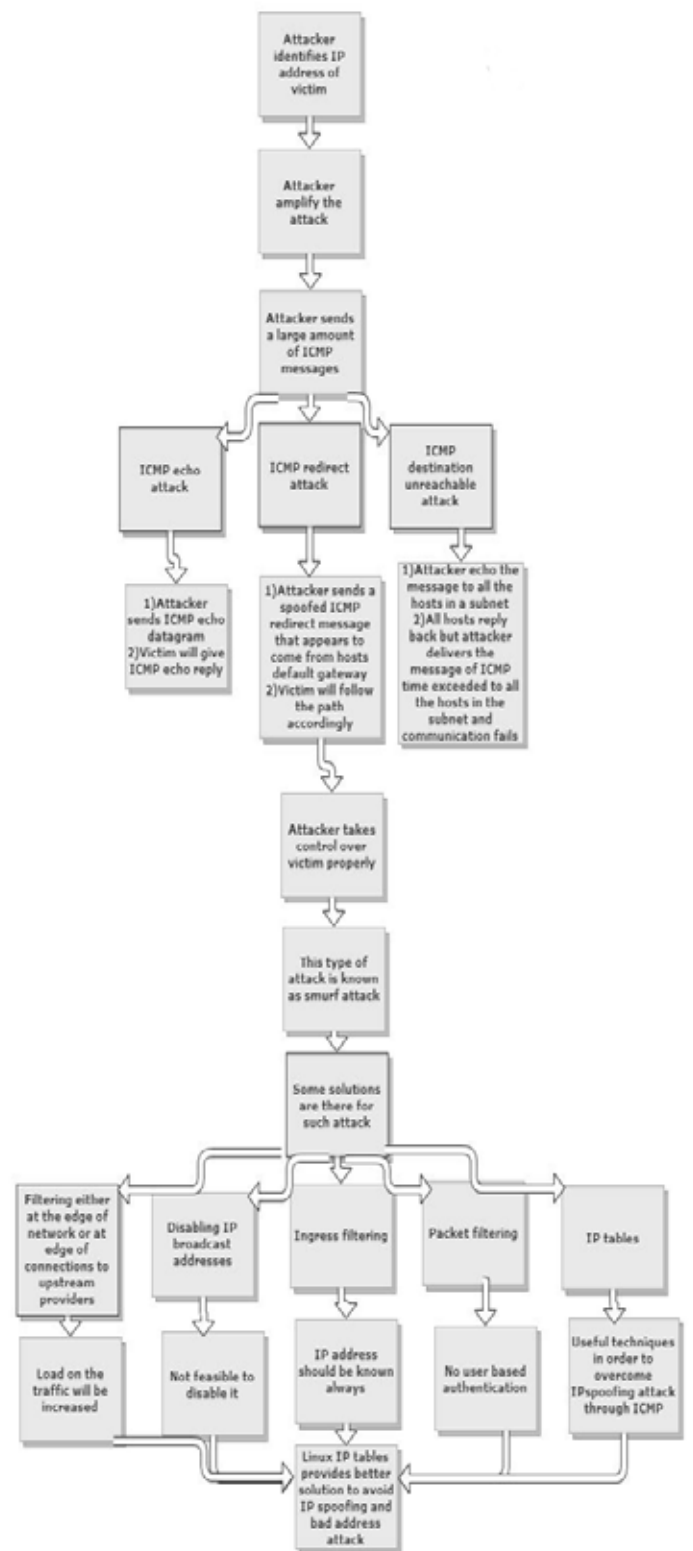 Attacker
identifies IP
address of
victim
Attacker
amplify the
attack
Attacker sends
a large amount
of ICMP
messages
ICMP echo
attack
ICMP redirect
attack
ICMP
destination
unreachable
attack
1)Attacker
sends ICMP echo
datagram
2)Victim will give
ICMP echo reply
1)Attacker sends a
spoofed ICMP
redirect message
that appears to
come from hosts
default gateway
2)Victim will follow
the path
accordingly
1)Attacker echo the
message to all the
hosts in a subnet
2)All hosts reply
back but attacker
delivers the
message of ICMP
time exceeded to all
the hosts in the
subnet and
communication fails
Attacker takes
control over
victim properly
This type of
attack is known
as smurf attack
Some solutions
are there for
such attack
Filtering either
at the edge of
network or at
edge of
connections to
upstream
providers
Disabling IP
broadcast
addresses
Ingress filtering
Packet filtering
IP tables
Load on the
traffic will be
increased
Not feasible to
disable it
IP address
should be known
always
No user based
authentication
Useful techniques
in order to
overcome
IPspoofing attack
through ICMP
Linux IP tables
provides better
solution to avoid
IP spoofing and
bad address
attack